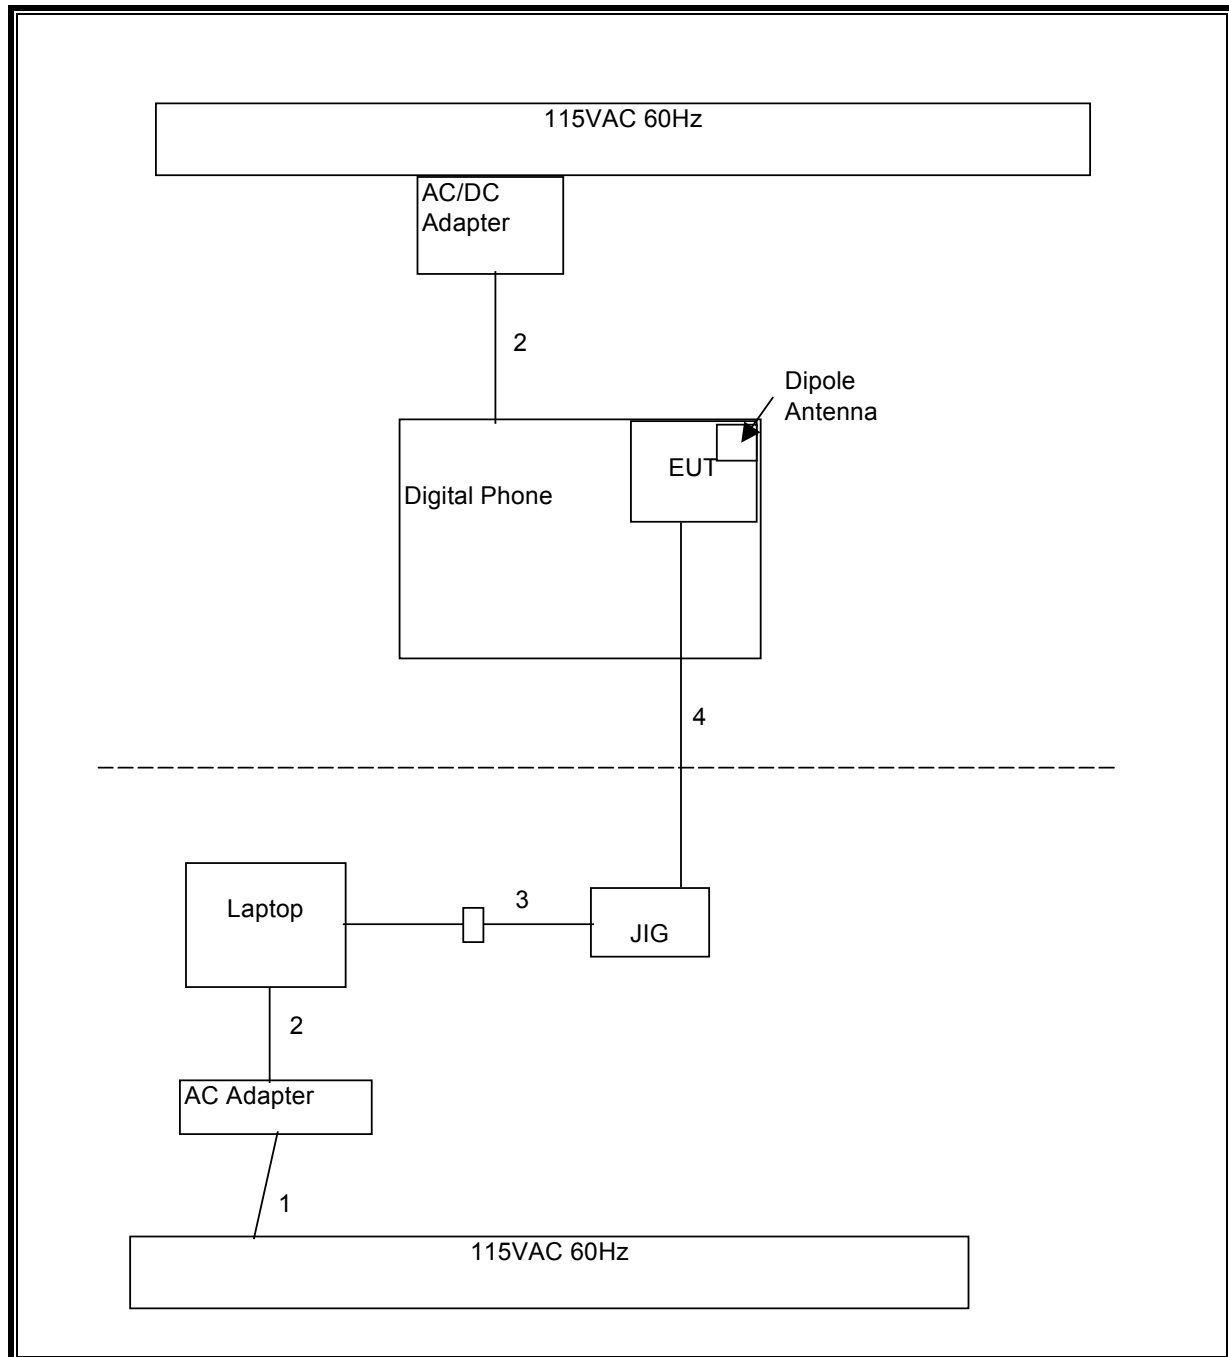 115VAC 60Hz
AC/DC
Adapter
2
Dipole
Antenna
EUT
Digital Phone
4
Laptop
3
JIG
2
AC Adapter
1
115VAC 60Hz